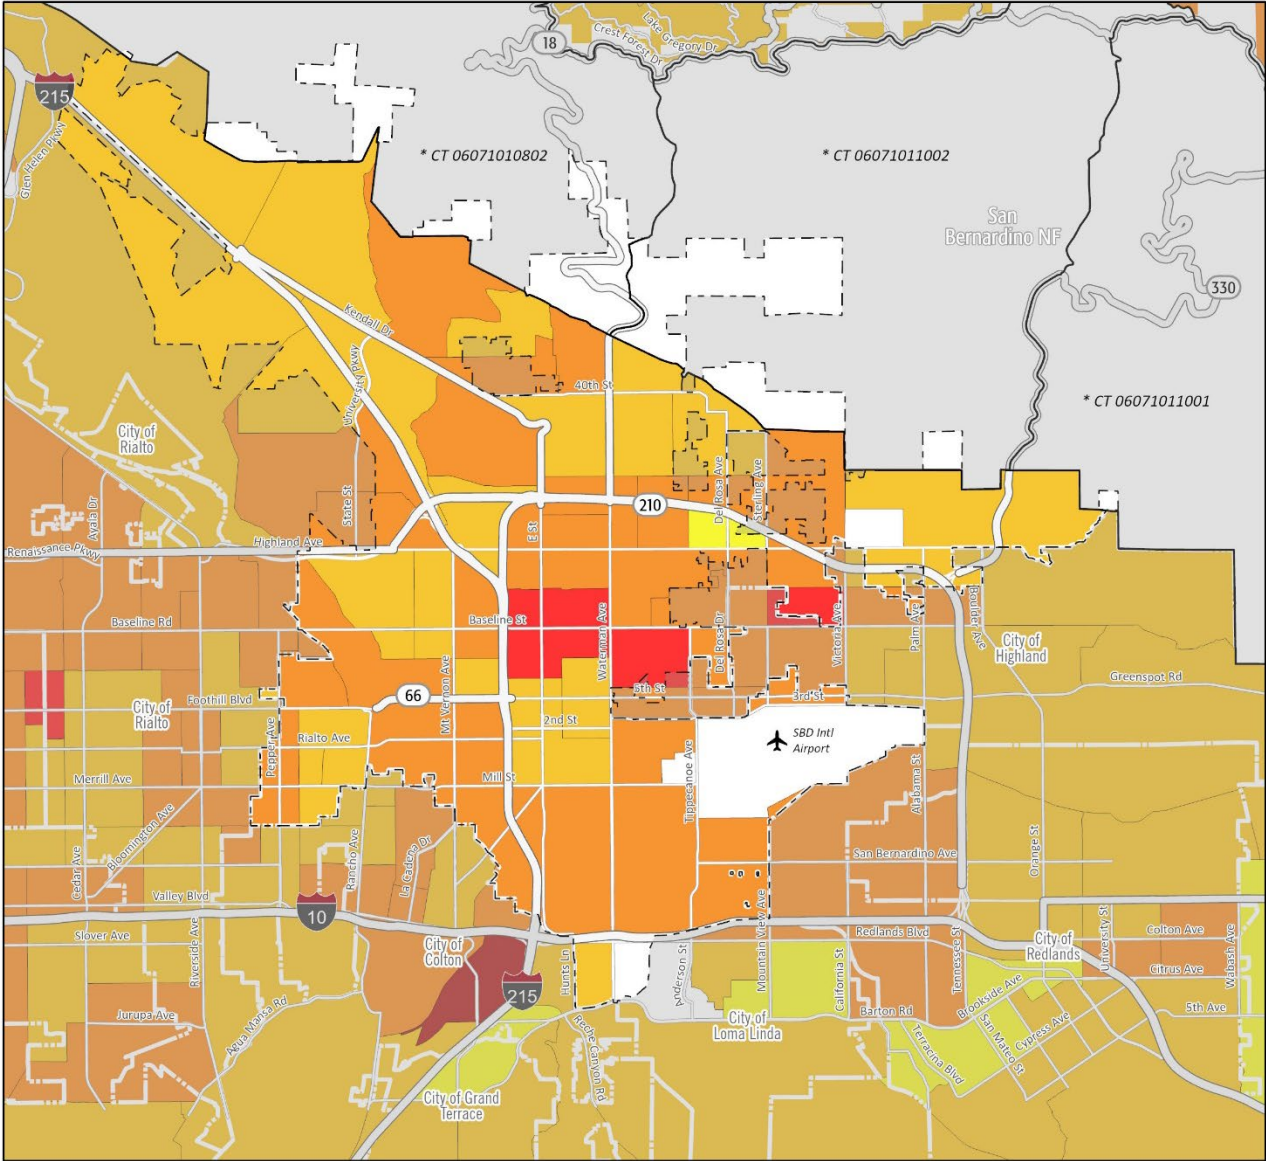 Lake Gregory Dr
Crest Forest Dr
18
215
Glen Helen Pkwy
* CT 06071010802
* CT 06071011002
San
Bernardino NF
330
Kendall Dr
University Pkwy
40th St
* CT 06071011001
City of
Rialto
Ayala Dr
State St
E St
210
Del Rosa Ave
Sterling Ave
Renaissance Pkwy
Highland Ave
Baseline Rd
Baseline St
Waterman Ave
Del Rosa Dr
Victoria Ave
Palm Ave
Boulder Ave
City of
Highland
Greenspot Rd
City of
Rialto
Foothill Blvd
66
Mt Vernon Ave
5th St
3rd St
2nd St
Pepper Ave
Rialto Ave
SBD Intl
Airport
Merrill Ave
Mill St
Tippecanoe Ave
Alabama St
Cedar Ave
Bloomington Ave
Rancho Ave
La Cadena Dr
San Bernardino Ave
Orange St
Valley Blvd
10
Mountain View Ave
Slover Ave
Riverside Ave
City of
Colton
Hunts Ln
Anderson St
Redlands Blvd
California St
Tennessee St
City of
Redlands
University St
Colton Ave
Citrus Ave
Wabash Ave
5th Ave
215
Jurupa Ave
Agua Mansa Rd
Reche Canyon Rd
City of
Loma Linda
Barton Rd
Brookside Ave
San Mateo St
Cypress Ave
Terracina Blvd
City of Grand
Terrace